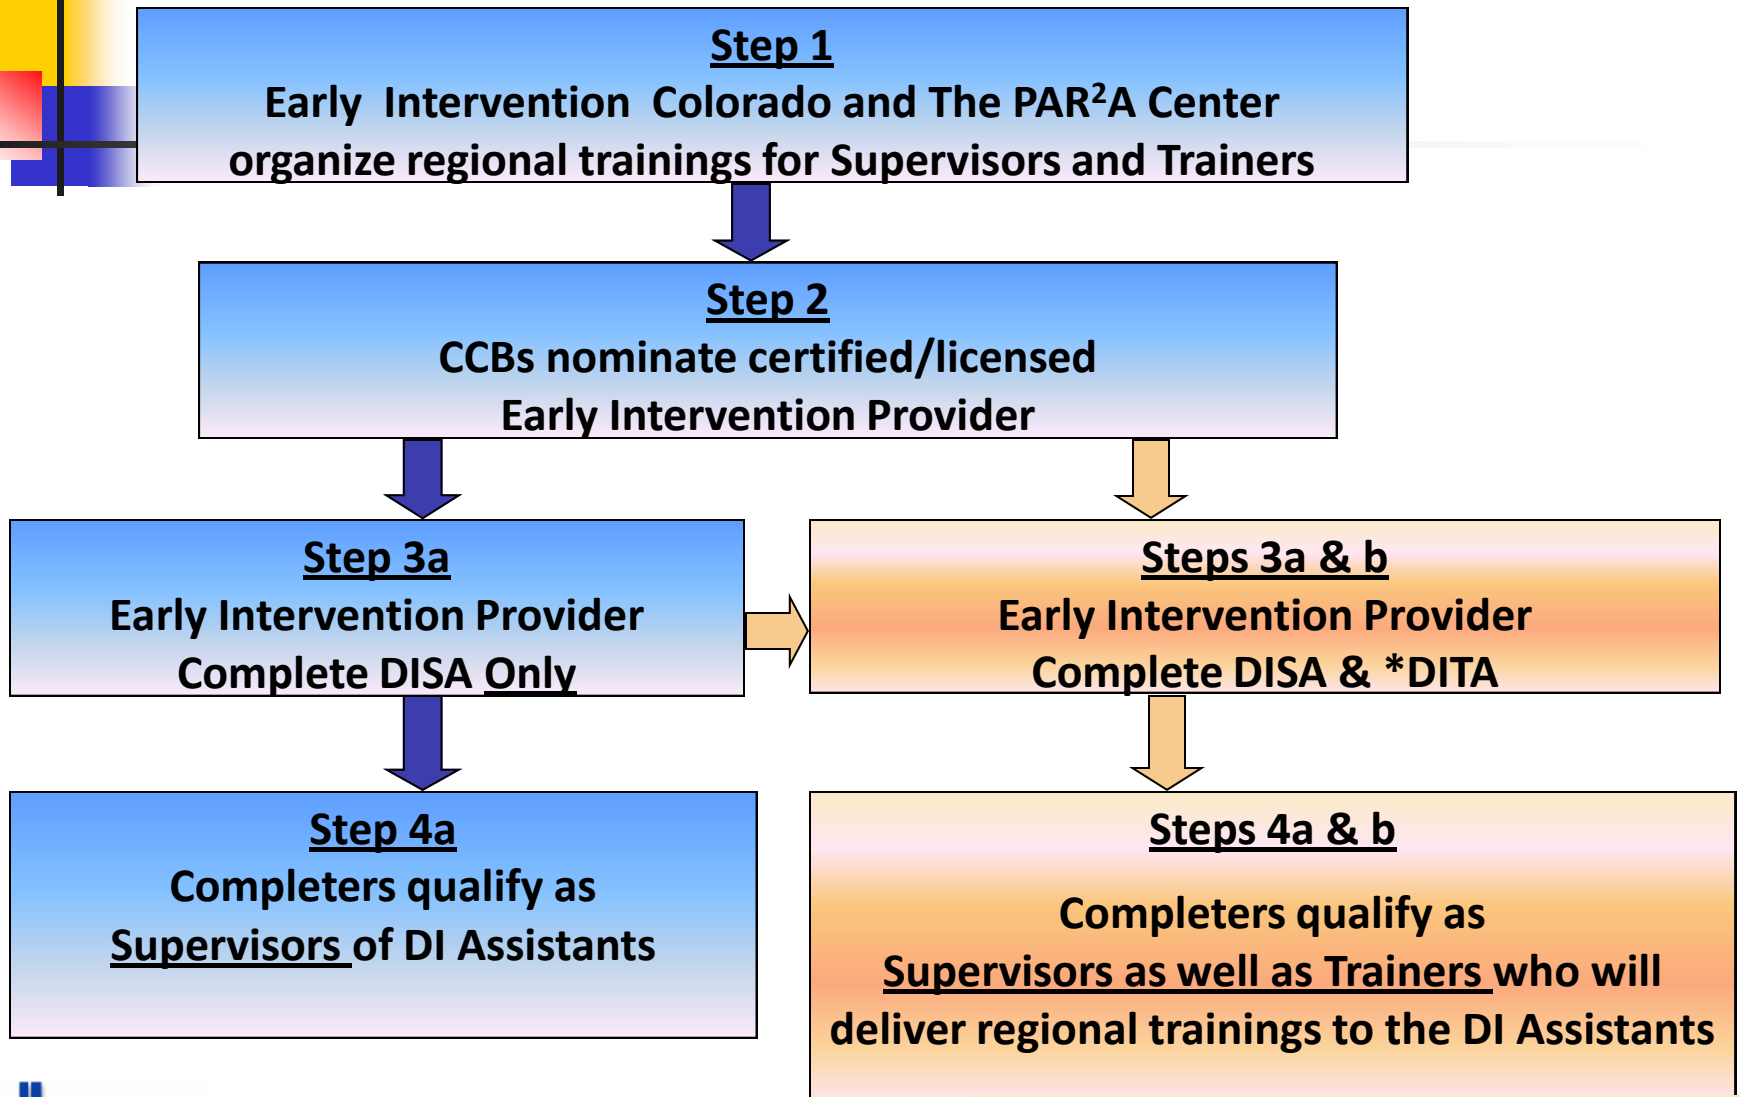 Step 1
Early Intervention Colorado and The PAR²A Center
organize regional trainings for Supervisors and Trainers
Step 2
CCBs nominate certified/licensed
Early Intervention Provider
Step 3a
Early Intervention Provider
Complete DISA Only
Steps 3a & b
Early Intervention Provider
Complete DISA & *DITA
Step 4a
Completers qualify as
Supervisors of DI Assistants
Steps 4a & b
Completers qualify as
Supervisors as well as Trainers who will
deliver regional trainings to the DI Assistants